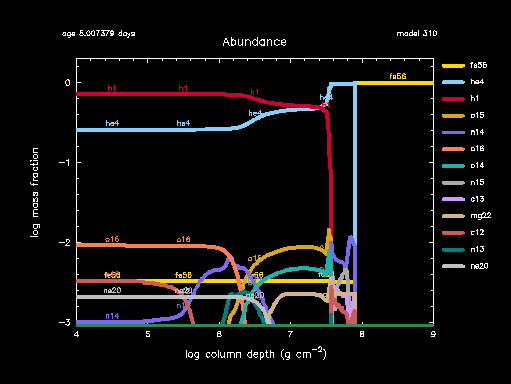 age 5.007379 days
model 310
Abundance
fe56
he4
h1
o15
n14
o16
o14
n15
c13
mg22
c12
n13
ne20
h1
h1
h1
fe56
he4
he4
he4
he4
o16
o16
o15
fe56
fe56
ne20
ne20
n14
0
−1
−2
−3
4
5
6
7
8
9
log mass fraction
log column depth (g cm⁻²)